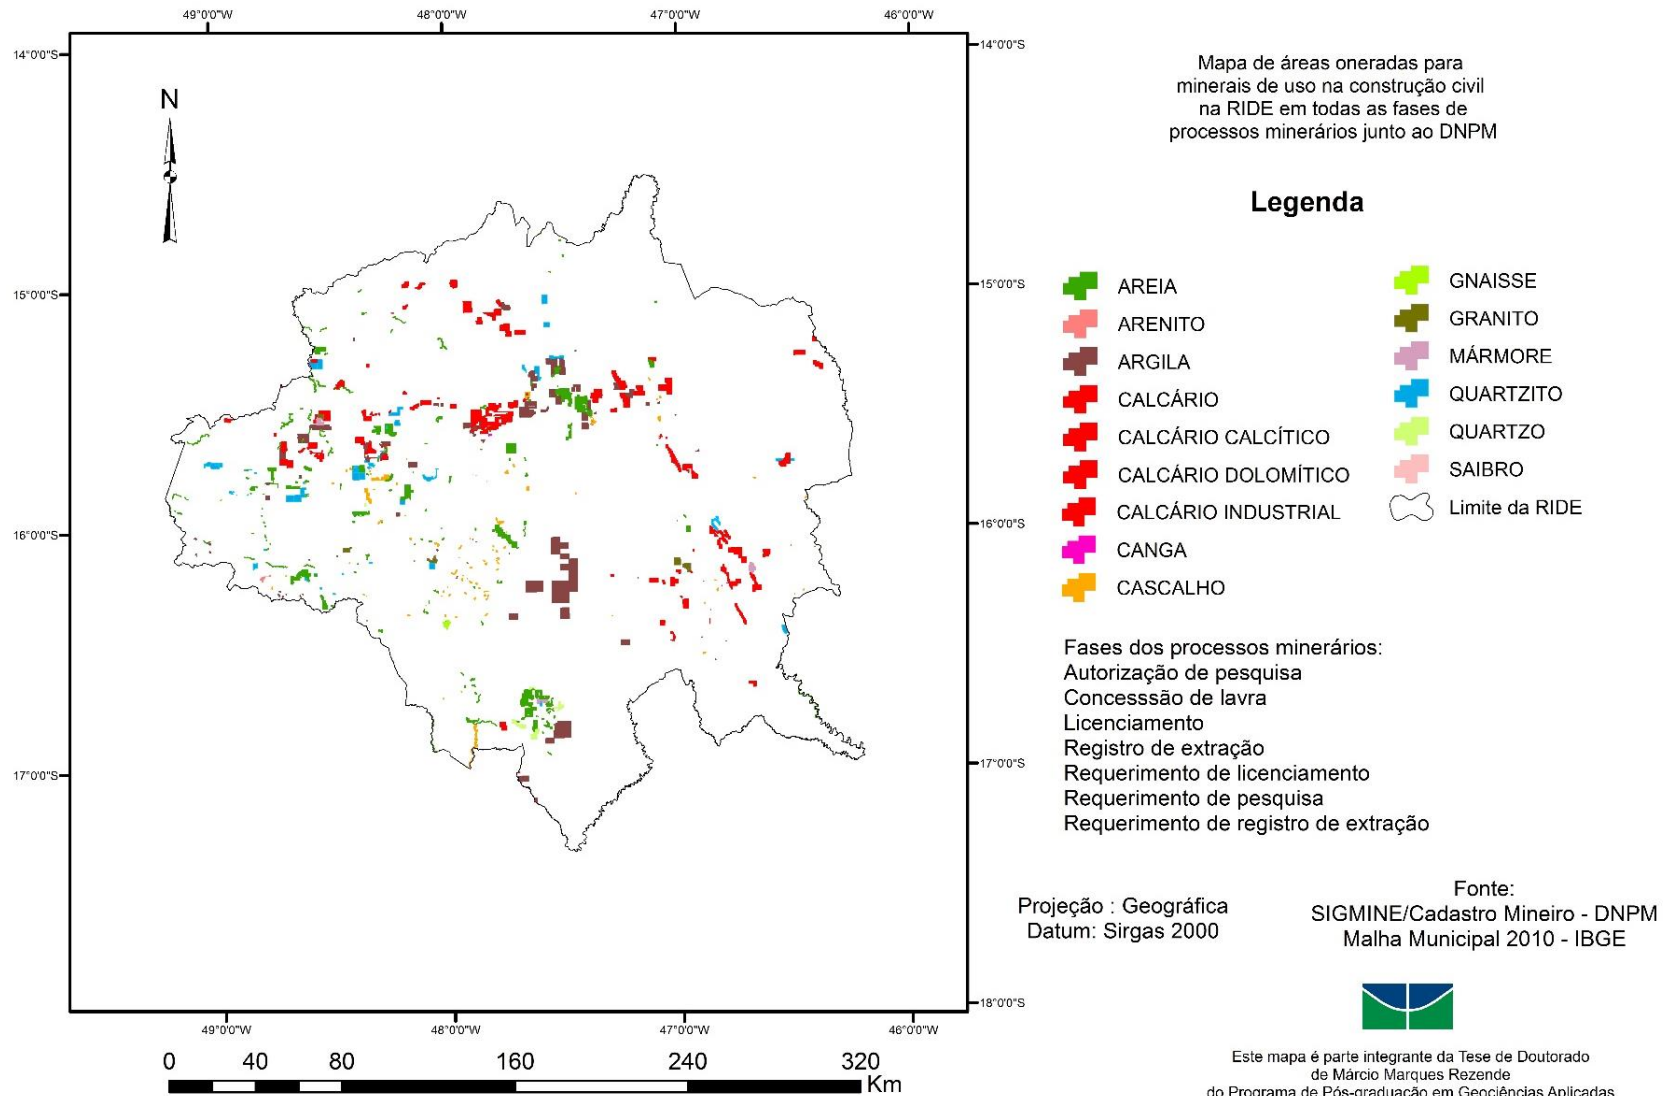 49°0'0"W 48°0'0"W 47°0'0"W 46°0'0"W
14°0'0"S
14°0'0"S
15°0'0"S
15°0'0"S
16°0'0"S
16°0'0"S
17°0'0"S
17°0'0"S
18°0'0"S
49°0'0"W 48°0'0"W 47°0'0"W 46°0'0"W
N
0 40 80 160 240 320
Km
Mapa de áreas oneradas para
minerais de uso na construção civil
na RIDE em todas as fases de
processos minerários junto ao DNPM
Legenda
AREIA
ARENITO
ARGILA
CALCÁRIO
CALCÁRIO CALCÍTICO
CALCÁRIO DOLOMÍTICO
CALCÁRIO INDUSTRIAL
CANGA
CASCALHO
GNAISSE
GRANITO
MÁRMORE
QUARTZITO
QUARTZO
SAIBRO
Limite da RIDE
Fases dos processos minerários:
Autorização de pesquisa
Concesssão de lavra
Licenciamento
Registro de extração
Requerimento de licenciamento
Requerimento de pesquisa
Requerimento de registro de extração
Projeção : Geográfica
Datum: Sirgas 2000
Fonte:
SIGMINE/Cadastro Mineiro - DNPM
Malha Municipal 2010 - IBGE
Este mapa é parte integrante da Tese de Doutorado
de Márcio Marques Rezende
do Programa de Pós-graduação em Geociências Aplicadas